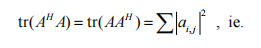 tr(A^H A) = tr(AA^H) = ∑|a_{i,j}|^2 , ie.